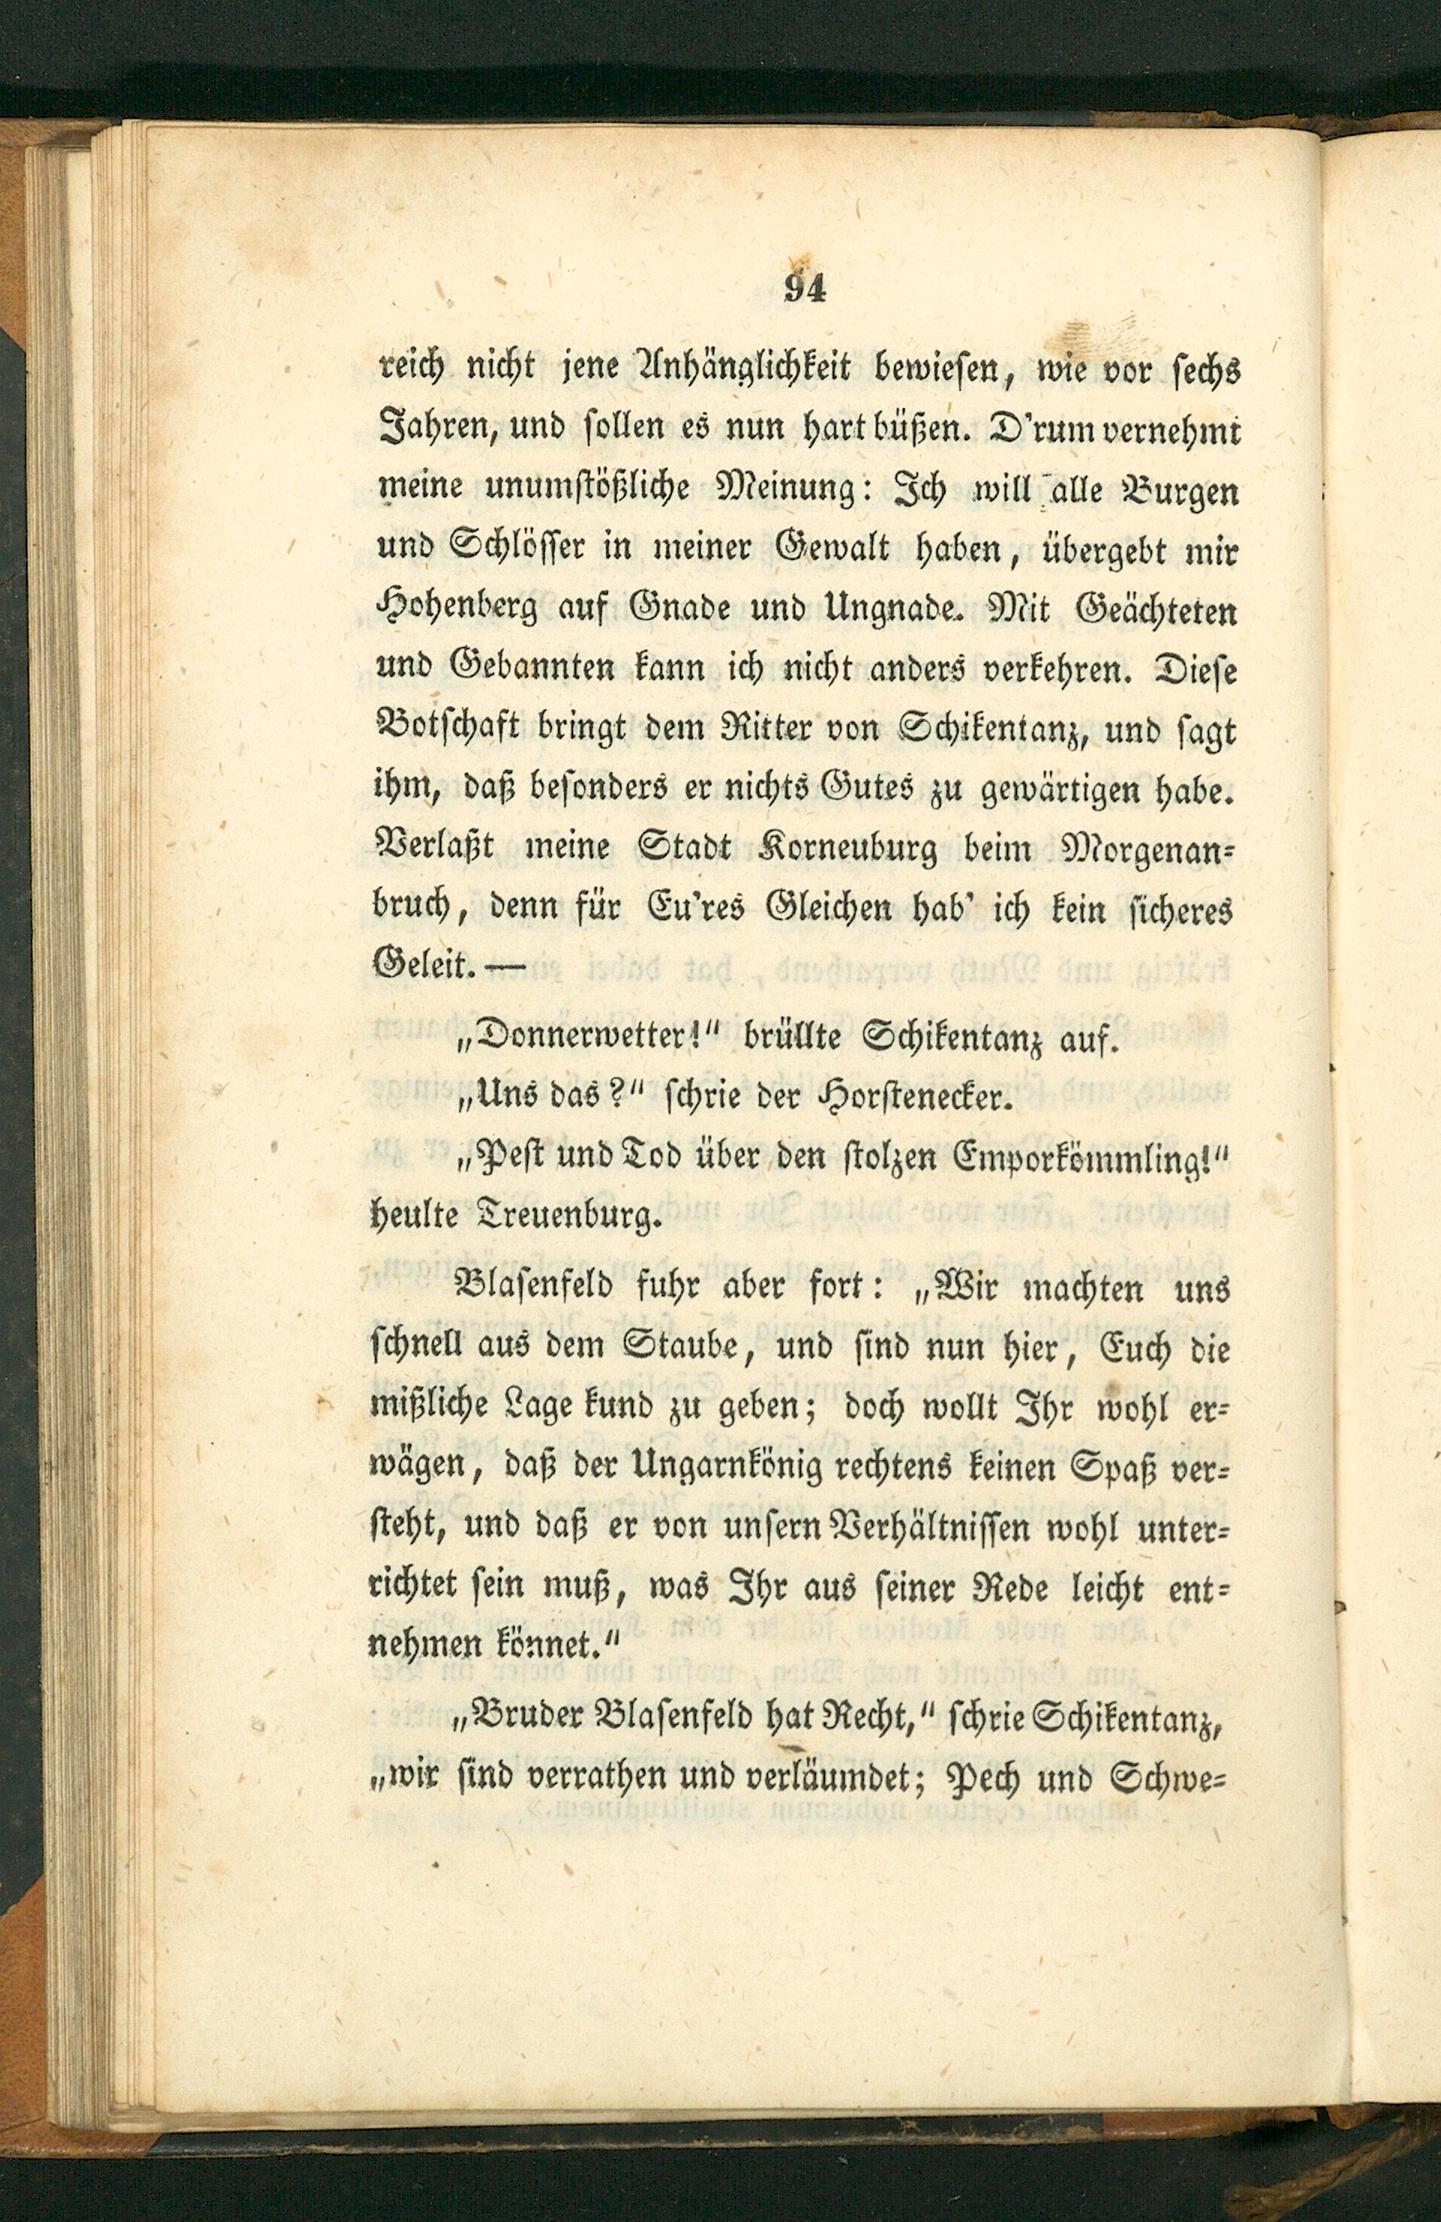 94
reich nicht jene Anhänglichkeit bewiesen, wie vor sechs
Jahren, und sollen es nun hart büßen. D'rum vernehmt
meine unumstößliche Meinung: Ich will alle Burgen
und Schlösser in meiner Gewalt haben, übergebt mir
Hohenberg auf Gnade und Ungnade. Mit Geächteten
und Gebannten kann ich nicht anders verkehren. Diese
Botschaft bringt dem Ritter von Schikentanz, und sagt
ihm, daß besonders er nichts Gutes zu gewärtigen habe.
Verlaßt meine Stadt Korneuburg beim Morgenan-
bruch, denn für Eu'res Gleichen hab' ich kein sicheres
Geleit. —
„Donnerwetter!“ brüllte Schikentanz auf.
„Uns das?“ schrie der Horstenecker.
„Pest und Tod über den stolzen Emporkömmling!“
heulte Treuenburg.
Blasenfeld fuhr aber fort: „Wir machten uns
schnell aus dem Staube, und sind nun hier, Euch die
mißliche Lage kund zu geben; doch wollt Ihr wohl er-
wägen, daß der Ungarnkönig rechtens keinen Spaß ver-
steht, und daß er von unsern Verhältnissen wohl unter-
richtet sein muß, was Ihr aus seiner Rede leicht ent-
nehmen könnet.“
„Bruder Blasenfeld hat Recht,“ schrie Schikentanz,
„wir sind verrathen und verläumdet; Pech und Schwe-